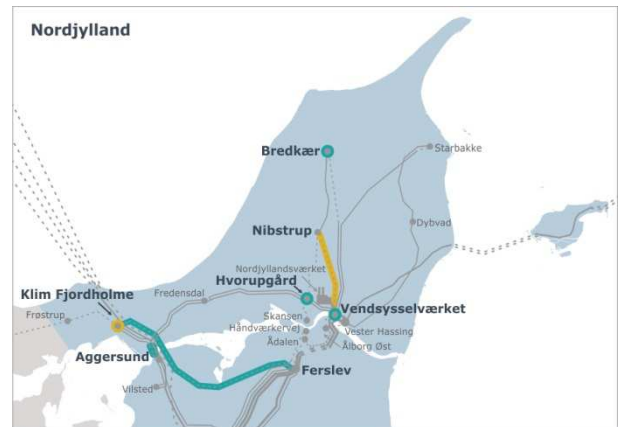 Nordjylland
Bredkær
Starbakke
Dybvad
Nibstrup
Nordjyllandsværket
Hvorupgård
Fredensdal
Klim Fjordholme
Frøstrup
Vendsysselværket
Skansen
Håndværkervej
Ådalen
Vester Hassing
Ålborg Øst
Aggersund
Ferslev
Vilsted